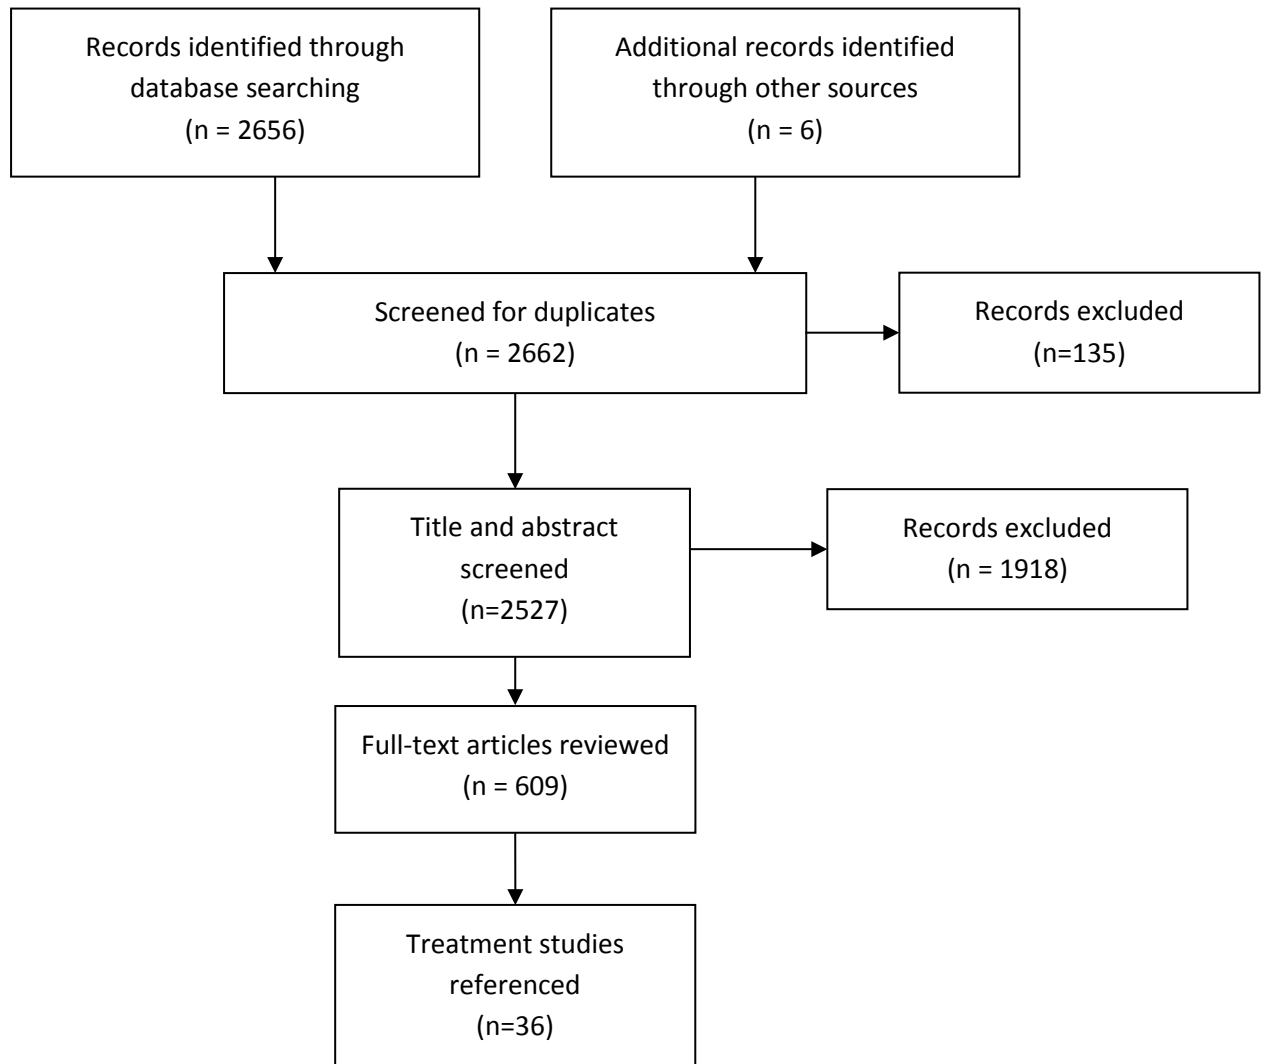 Records identified through
database searching
(n = 2656)
Additional records identified
through other sources
(n = 6)
Screened for duplicates
(n = 2662)
Records excluded
(n=135)
Title and abstract
screened
(n=2527)
Records excluded
(n = 1918)
Full-text articles reviewed
(n = 609)
Treatment studies
referenced
(n=36)